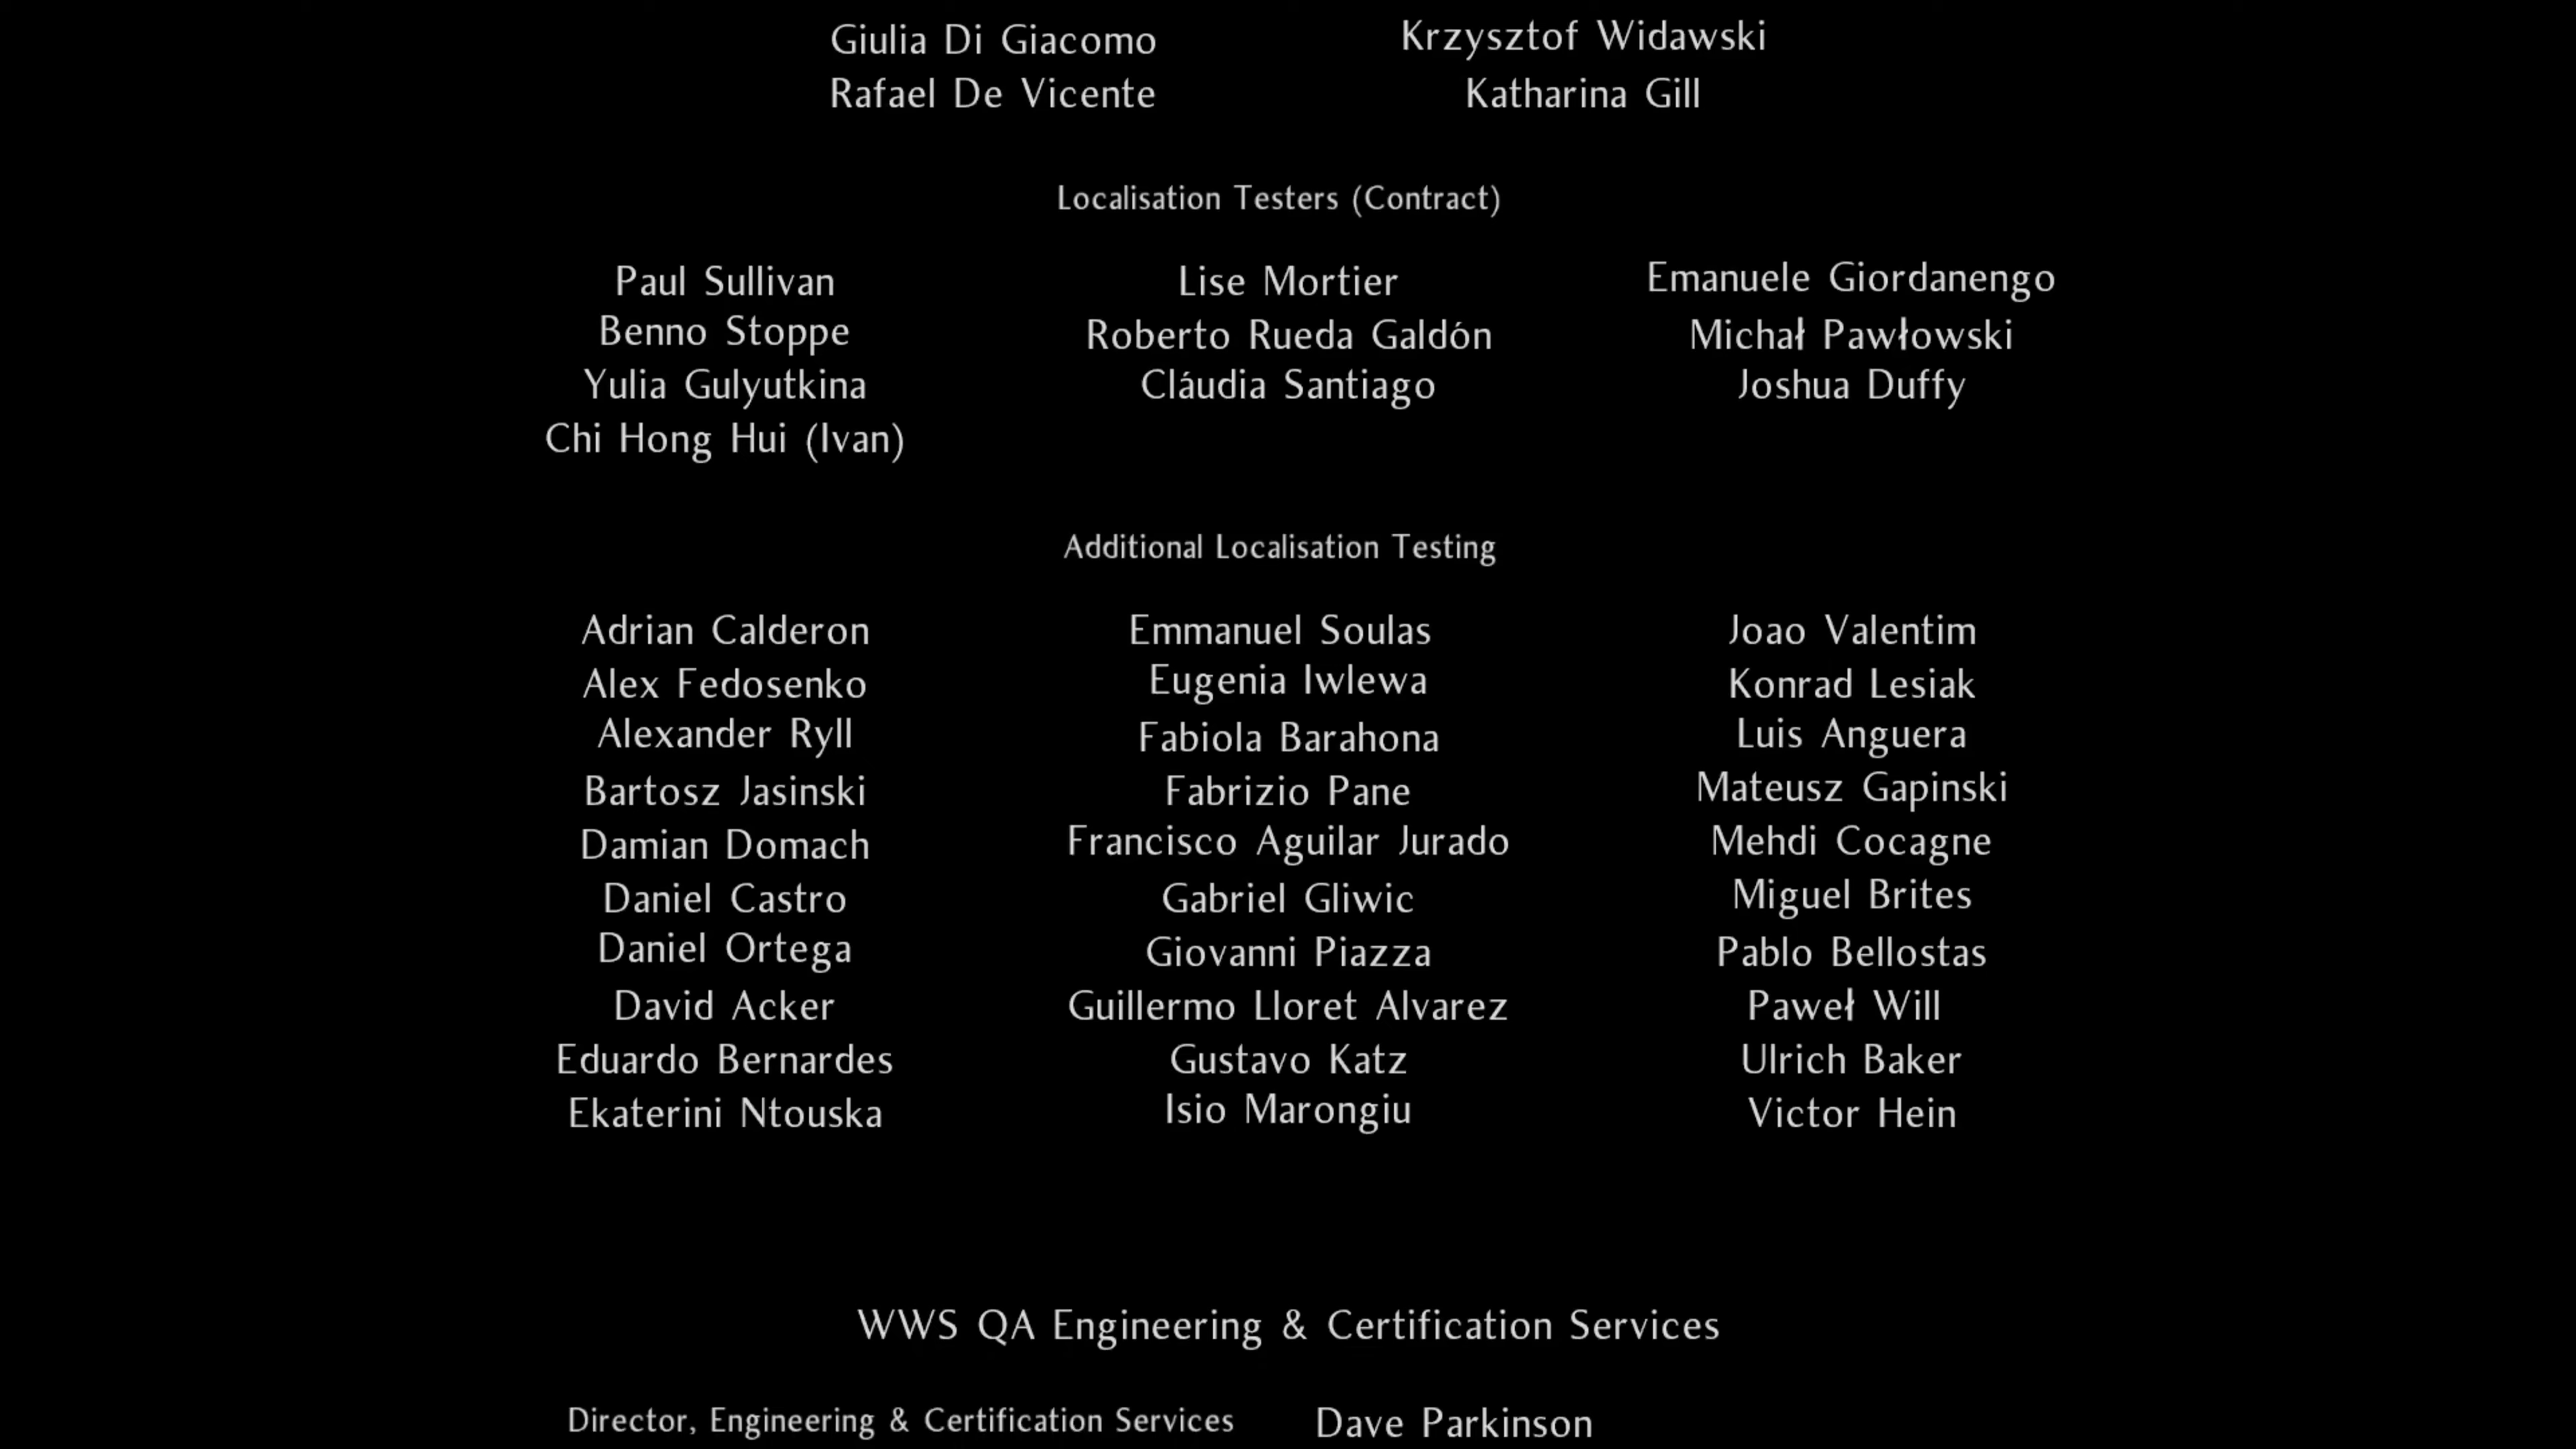 Giulia Di Giacomo Krzysztof Widawski
Rafael De Vicente Katharina Gill
Localisation Testers (Contract)
Paul Sullivan Lise Mortier Emanuele Giordanengo
Benno Stoppe Roberto Rueda Galdón Michał Pawłowski
Yulia Gulyutkina Cláudia Santiago Joshua Duffy
Chi Hong Hui (Ivan)
Additional Localisation Testing
Adrian Calderon Emmanuel Soulas Joao Valentim
Alex Fedosenko Eugenia Iwlewa Konrad Lesiak
Alexander Ryll Fabiola Barahona Luis Anguera
Bartosz Jasinski Fabrizio Pane Mateusz Gapinski
Damian Domach Francisco Aguilar Jurado Mehdi Cocagne
Daniel Castro Gabriel Gliwic Miguel Brites
Daniel Ortega Giovanni Piazza Pablo Bellostas
David Acker Guillermo Lloret Alvarez Paweł Will
Eduardo Bernardes Gustavo Katz Ulrich Baker
Ekaterini Ntouska Isio Marongiu Victor Hein
WWS QA Engineering & Certification Services
Director, Engineering & Certification Services Dave Parkinson